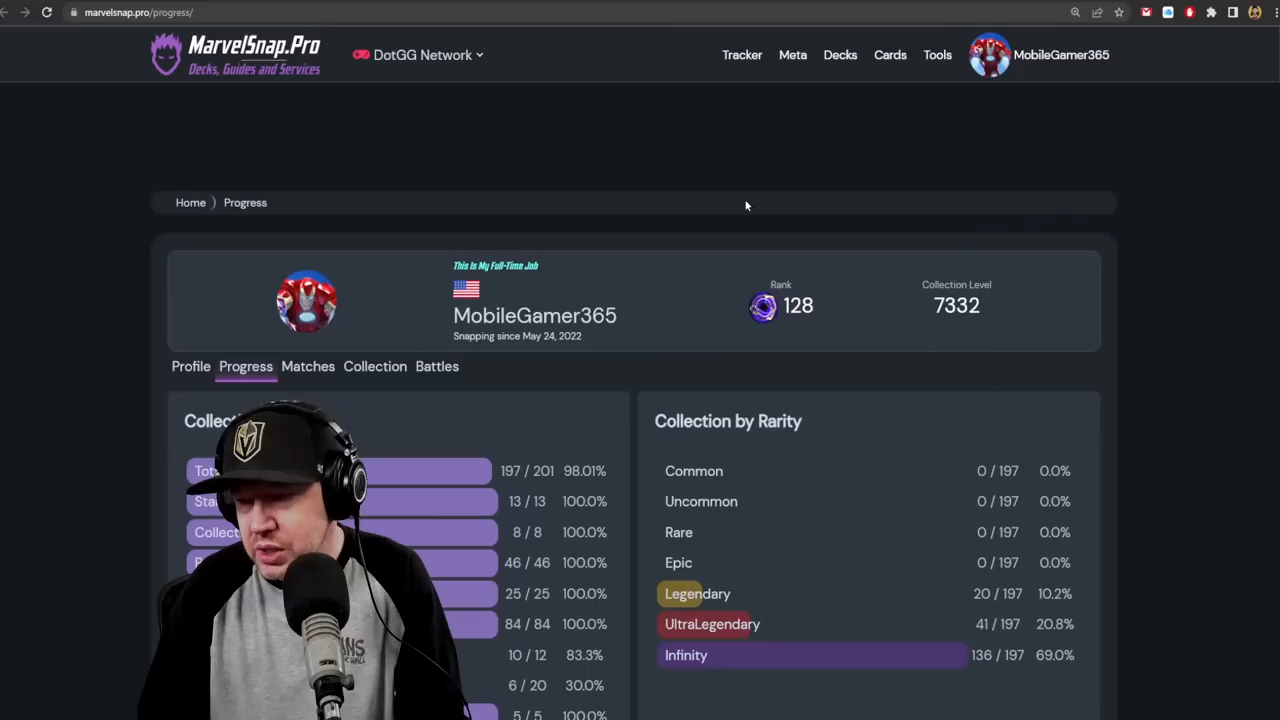 marvelsnap.pro/progress/
MarvelSnap.Pro
Decks, Guides and Services
DotGG Network
Tracker Meta Decks Cards Tools MobileGamer365
Home ) Progress
This Is My Full-Time Job
MobileGamer365
Snapping since May 24, 2022
Rank
128
Collection Level
7332
Profile Progress Matches Collection Battles
197 / 201 98.01%
13 / 13 100.0%
8 / 8 100.0%
46 / 46 100.0%
25 / 25 100.0%
84 / 84 100.0%
10 / 12 83.3%
6 / 20 30.0%
5 / 5 100.0%
Collection by Rarity
Common 0 / 197 0.0%
Uncommon 0 / 197 0.0%
Rare 0 / 197 0.0%
Epic 0 / 197 0.0%
Legendary 20 / 197 10.2%
UltraLegendary 41 / 197 20.8%
Infinity 136 / 197 69.0%